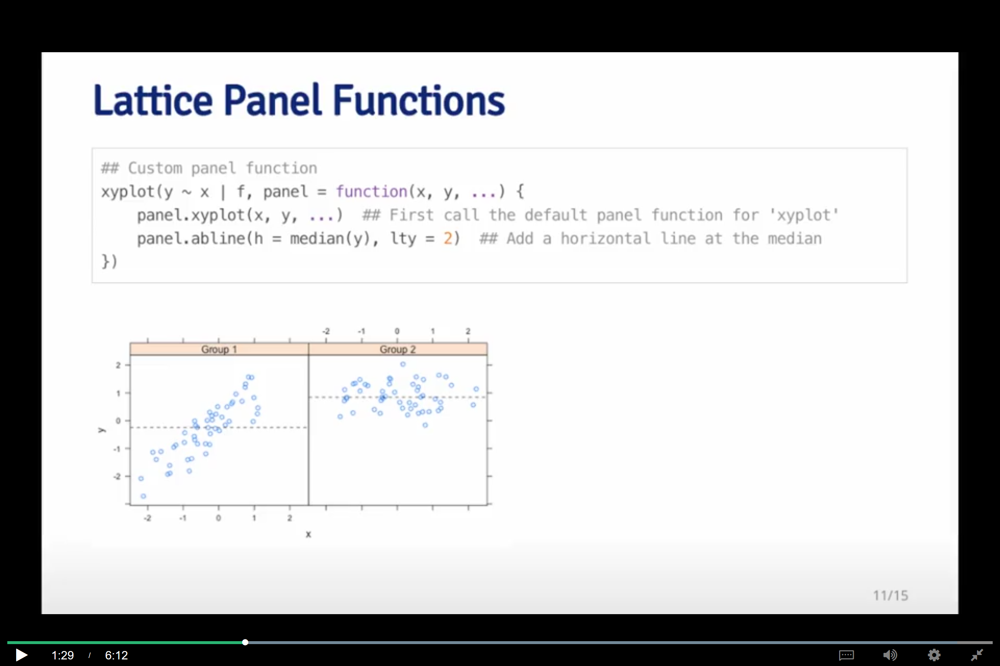 Lattice Panel Functions
## Custom panel function
xyplot(y ~ x | f, panel = function(x, y, ...) {
    panel.xyplot(x, y, ...)  ## First call the default panel function for 'xyplot'
    panel.abline(h = median(y), lty = 2)  ## Add a horizontal line at the median
})
-2 -1 0 1 2
Group 1 Group 2
2
1
0
-1
-2
y
-2 -1 0 1 2
x
11/15
1:29 / 6:12